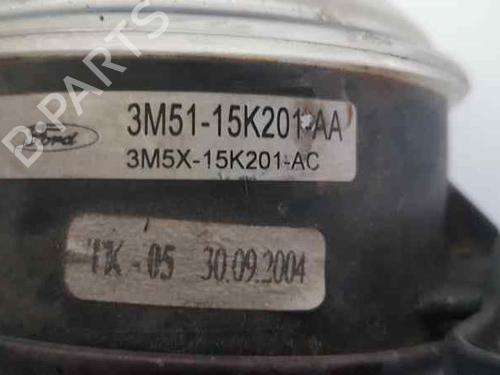 B-PARTS
Ford
3M51-15K201-AA
3M5X-15K201-AC
TK - 05 30.09.2004